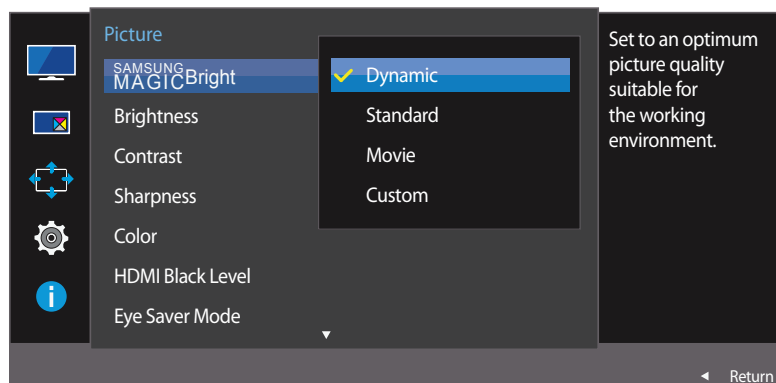 Picture
SAMSUNG
MAGICBright
Brightness
Contrast
Sharpness
Color
HDMI Black Level
Eye Saver Mode
Dynamic
Standard
Movie
Custom
Set to an optimum
picture quality
suitable for
the working
environment.
Return